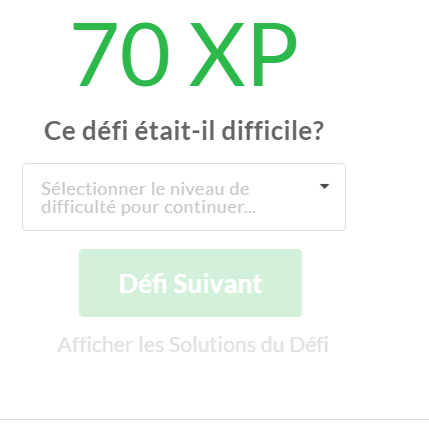 70 XP
Ce défi était-il difficile?
Sélectionner le niveau de
difficulté pour continuer...
Défi Suivant
Afficher les Solutions du Défi